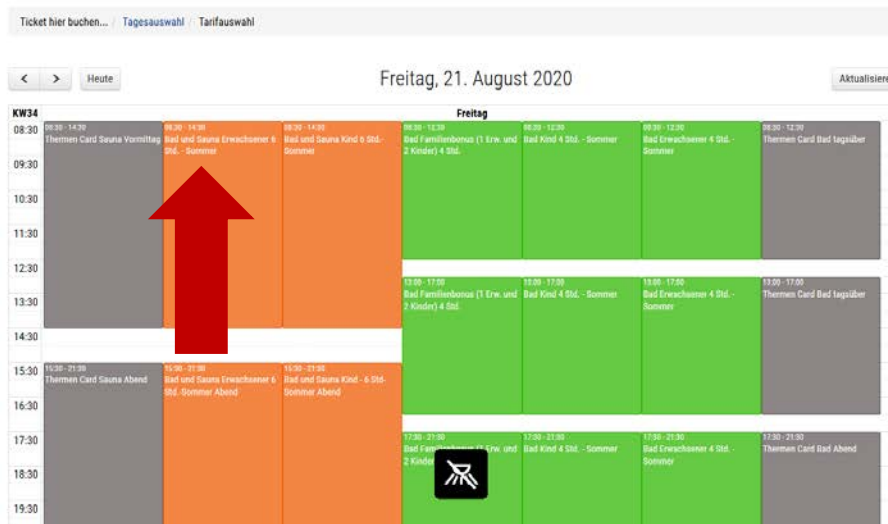 Ticket hier buchen... / Tagesauswahl / Tarifauswahl
< > Heute
Freitag, 21. August 2020
Aktualisiere
KW34
Freitag
08:30
09:30
10:30
11:30
12:30
13:30
14:30
15:30
16:30
17:30
18:30
19:30
08:30 - 14:30
Thermen Card Sauna Vormittag
08:30 - 14:30
Bad und Sauna Erwachsener 6
Std. - Sommer
08:30 - 14:30
Bad und Sauna Kind 6 Std.-
Sommer
08:30 - 12:30
Bad Familienbonus (1 Erw. und
2 Kinder) 4 Std.
08:30 - 12:30
Bad Kind 4 Std. - Sommer
08:30 - 12:30
Bad Erwachsener 4 Std. -
Sommer
08:30 - 12:30
Thermen Card Bad tagsüber
13:00 - 17:00
Bad Familienbonus (1 Erw. und
2 Kinder) 4 Std.
13:00 - 17:00
Bad Kind 4 Std. - Sommer
13:00 - 17:00
Bad Erwachsener 4 Std. -
Sommer
13:00 - 17:00
Thermen Card Bad tagsüber
15:30 - 21:30
Thermen Card Sauna Abend
15:30 - 21:30
Bad und Sauna Erwachsener 6
Std.-Sommer Abend
15:30 - 21:30
Bad und Sauna Kind - 6 Std-
Sommer Abend
17:30 - 21:30
Bad Erw. und
2 Kinder
17:30 - 21:30
Bad Kind 4 Std. - Sommer
17:30 - 21:30
Bad Erwachsener 4 Std. -
Sommer
17:30 - 21:30
Thermen Card Bad Abend